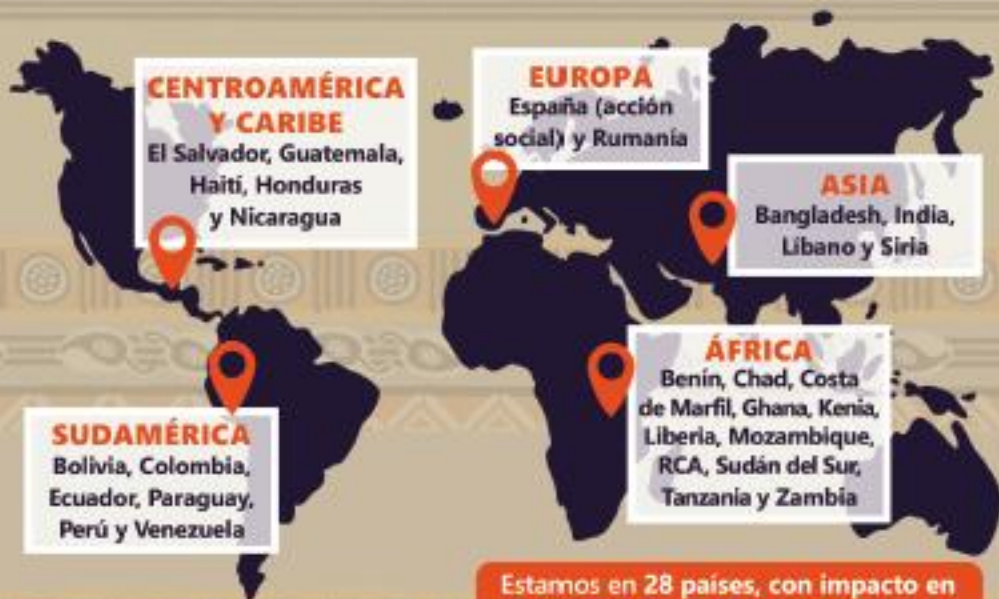 CENTROAMÉRICA
Y CARIBE
El Salvador, Guatemala,
Haití, Honduras
y Nicaragua
EUROPA
España (acción
social) y Rumanía
ASIA
Bangladesh, India,
Líbano y Siria
SUDAMÉRICA
Bolivia, Colombia,
Ecuador, Paraguay,
Perú y Venezuela
ÁFRICA
Benín, Chad, Costa
de Marfil, Ghana, Kenia,
Liberia, Mozambique,
RCA, Sudán del Sur,
Tanzania y Zambia
Estamos en 28 países, con impacto en